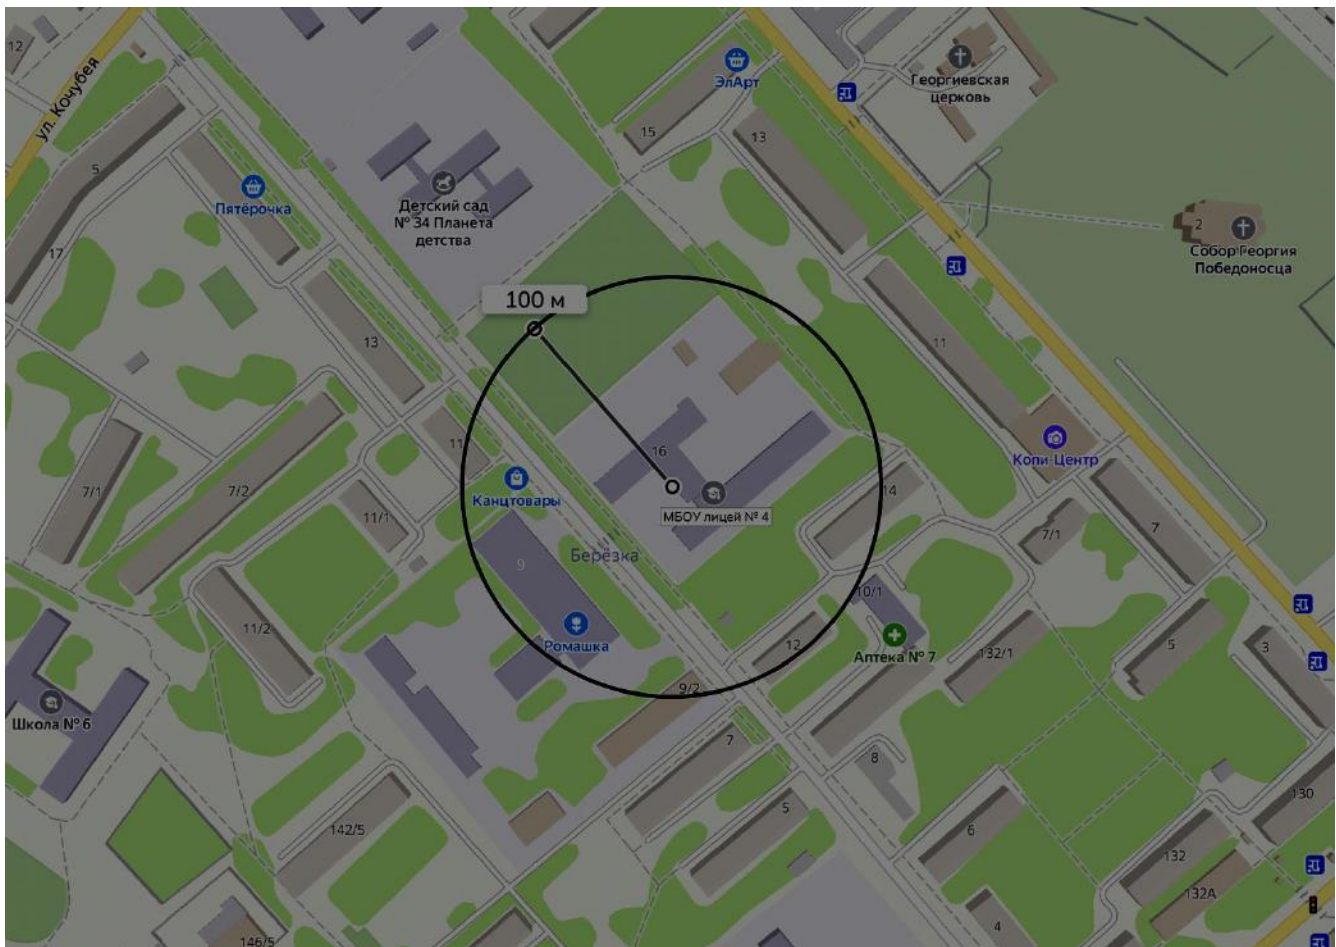 12
ул. Кочубея
5
17
Пятёрочка
Детский сад
№ 34 Планета
детства
ЭлАрт
15
13
Георгиевская
церковь
2
Собор Георгия
Победоносца
100 м
13
11
11
16
Канцтовары
МБОУ лицей № 4
Копи-Центр
7/1
7/2
11/1
14
7/1
7
9
Берёзка
10/1
11/2
Ромашка
12
Аптека № 7
132/1
5
3
Школа № 6
9/2
7
8
142/5
5
6
130
132
132А
146/5
4